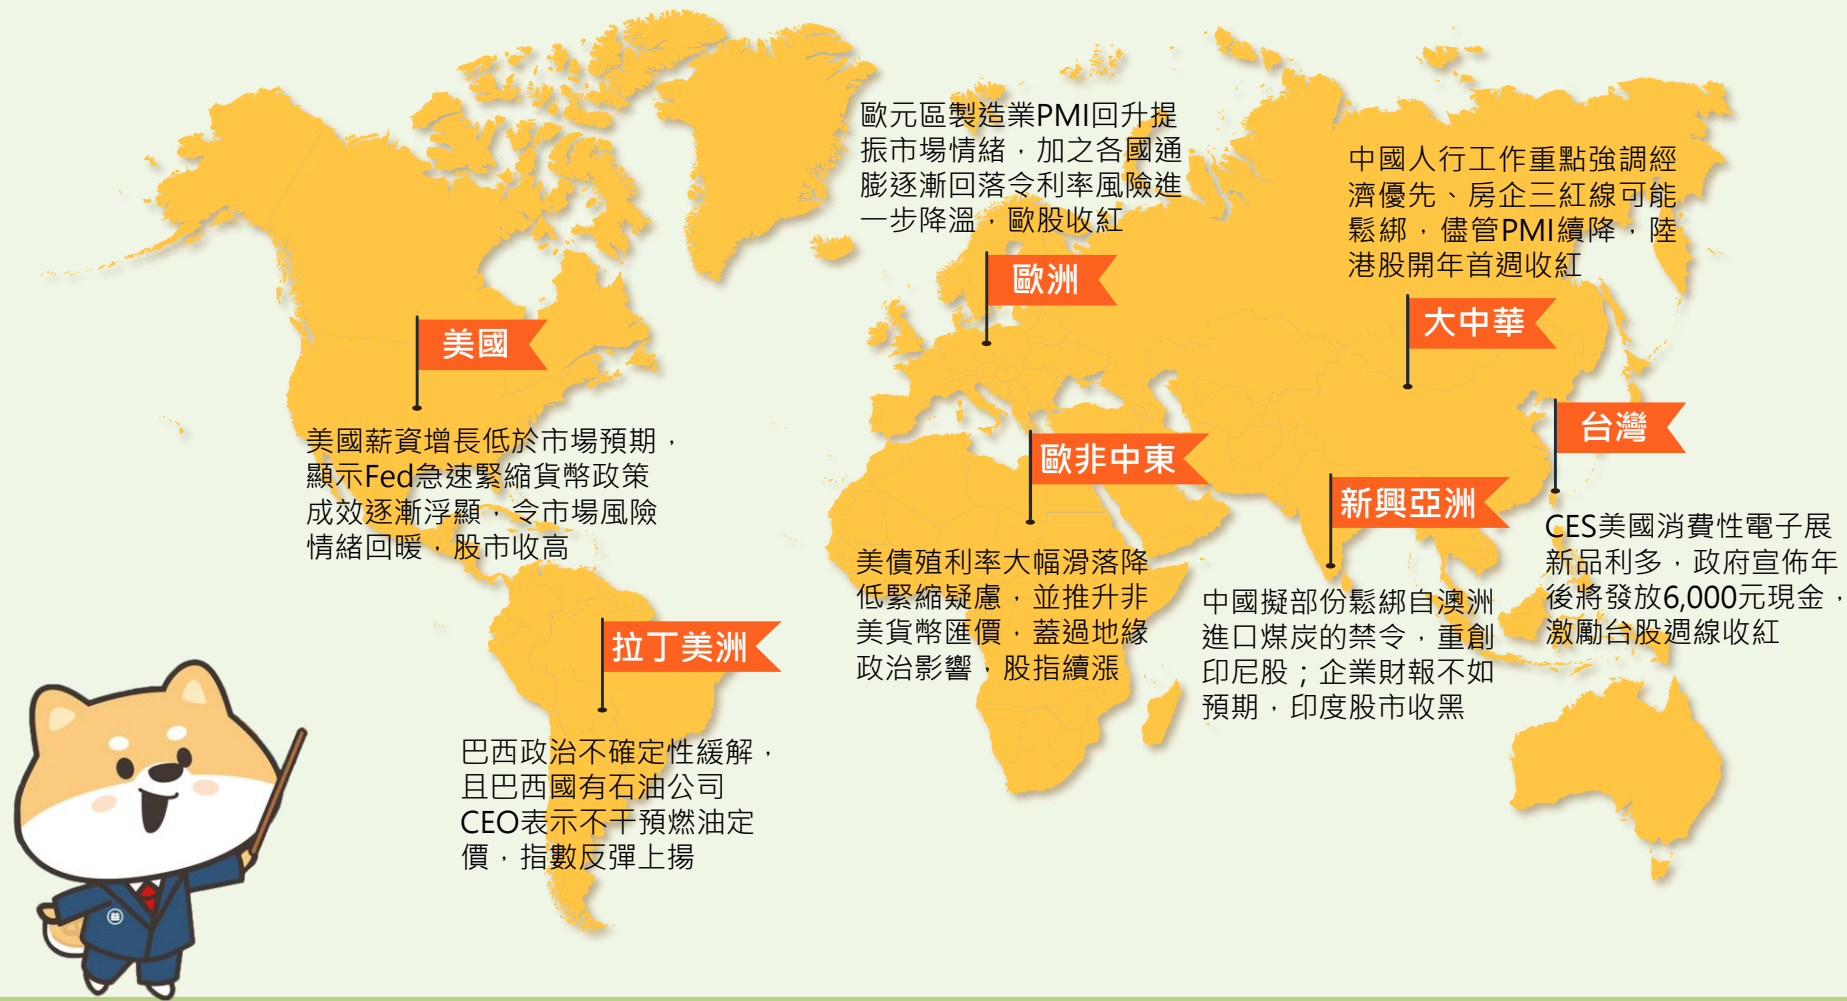 歐元區製造業PMI回升提
振市場情緒，加之各國通
膨逐漸回落令利率風險進
一步降溫，歐股收紅
歐洲
中國人行工作重點強調經
濟優先、房企三紅線可能
鬆綁，儘管PMI續降，陸
港股開年首週收紅
大中華
美國
美國薪資增長低於市場預期，
顯示Fed急速緊縮貨幣政策
成效逐漸浮顯，令市場風險
情緒回暖，股市收高
歐非中東
美債殖利率大幅滑落降
低緊縮疑慮，並推升非
美貨幣匯價，蓋過地緣
政治影響，股指續漲
新興亞洲
中國擬部份鬆綁自澳洲
進口煤炭的禁令，重創
印尼股；企業財報不如
預期，印度股市收黑
台灣
CES美國消費性電子展
新品利多，政府宣佈年
後將發放6,000元現金，
激勵台股週線收紅
拉丁美洲
巴西政治不確定性緩解，
且巴西國有石油公司
CEO表示不干預燃油定
價，指數反彈上揚